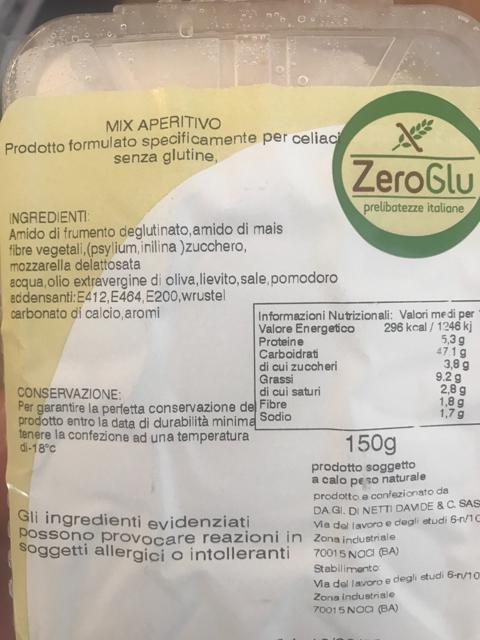 MIX APERITIVO
Prodotto formulato specificamente per celiaci
senza glutine,
ZeroGlu
prelibatezze italiane
INGREDIENTI:
Amido di frumento deglutinato,amido di mais
fibre vegetali,(psylium,inilina )zucchero,
mozzarella delattosata
acqua,olio extravergine di oliva,lievito,sale,pomodoro
addensanti:E412,E464,E200,wrustel
carbonato di calcio,aromi
Informazioni Nutrizionali: Valori medi per
Valore Energetico 296 kcal / 1246 kj
Proteine 5,3 g
Carboidrati 47.1 g
di cui zuccheri 3,8 g
Grassi 9.2 g
di cui saturi 2,8 g
Fibre 1,8 g
Sodio 1,7 g
CONSERVAZIONE:
Per garantire la perfetta conservazione de
prodotto entro la data di durabilità minima
tenere la confezione ad una temperatura
di-18°c
150g
prodotto soggetto
a calo peso naturale
prodotto e confezionato da
DA.GI. DI NETTI DAVIDE & C. SAS
Via del lavoro e degli studi 6-n/10
Zona industriale
70015 NOCI (BA)
Stabilimento:
Via del lavoro e degli studi 6-n/10
Zona industriale
70015 NOCI (BA)
Gli ingredienti evidenziati
possono provocare reazioni in
soggetti allergici o intolleranti